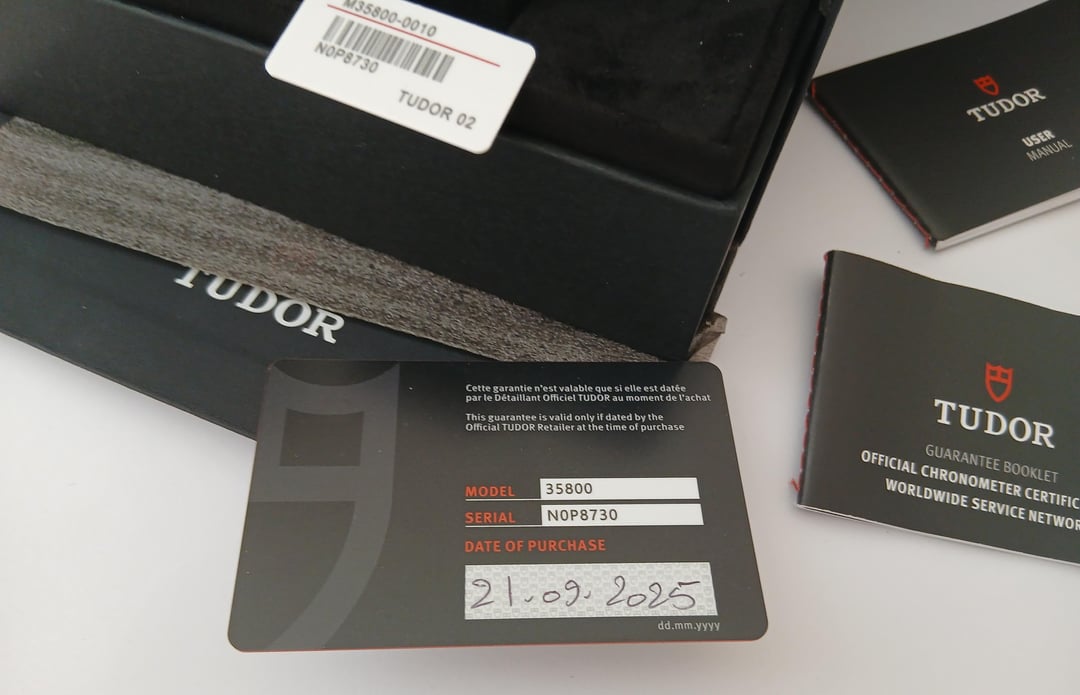 M35800-0010
N0P8730
TUDOR 02
TUDOR
USER
MANUAL
TUDOR
TUDOR
GUARANTEE BOOKLET
OFFICIAL CHRONOMETER
WORLDWIDE SERVICE
Cette garantie n'est valable que si elle est datée
par le Détaillant Officiel TUDOR au moment de l'achat
This guarantee is valid only if dated by the
Official TUDOR Retailer at the time of purchase
MODEL 35800
SERIAL N0P8730
DATE OF PURCHASE
21.09.2025
dd.mm.yyyy